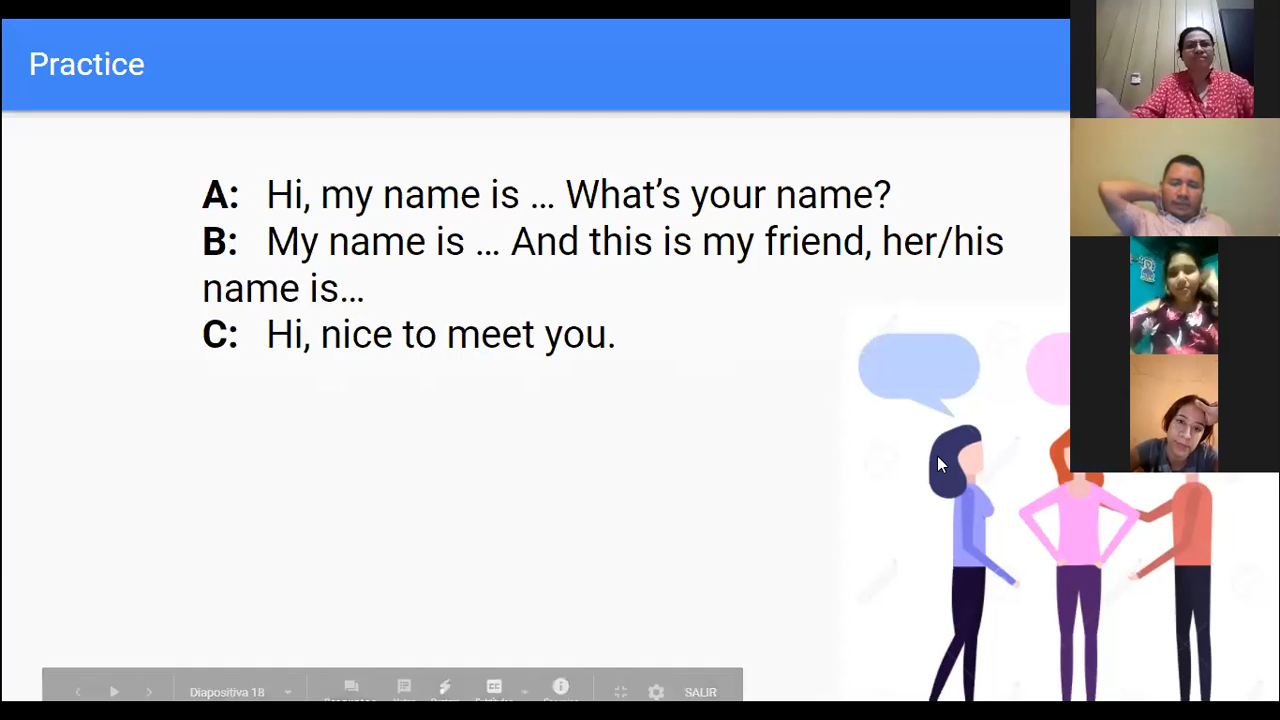 Practice
A: Hi, my name is ... What’s your name?
B: My name is ... And this is my friend, her/his
name is...
C: Hi, nice to meet you.
Diapositiva 18
CC
SALIR